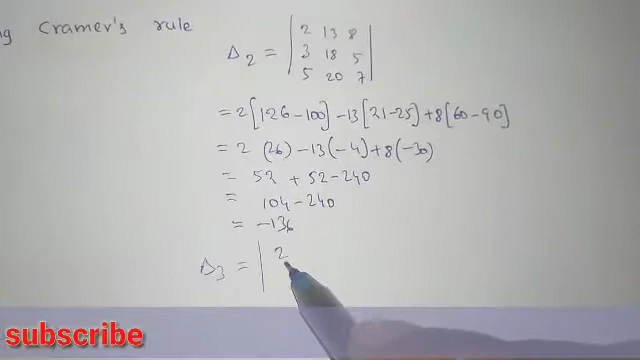 ng Cramer's rule
Δ₂ = | 2 13 8 |
| 3 18 5 |
| 5 20 7 |
= 2[126 - 100] - 13[21 - 25] + 8[60 - 90]
= 2 (26) - 13(-4) + 8(-30)
= 52 + 52 - 240
= 104 - 240
= -136
Δ₃ = | 2
subscribe